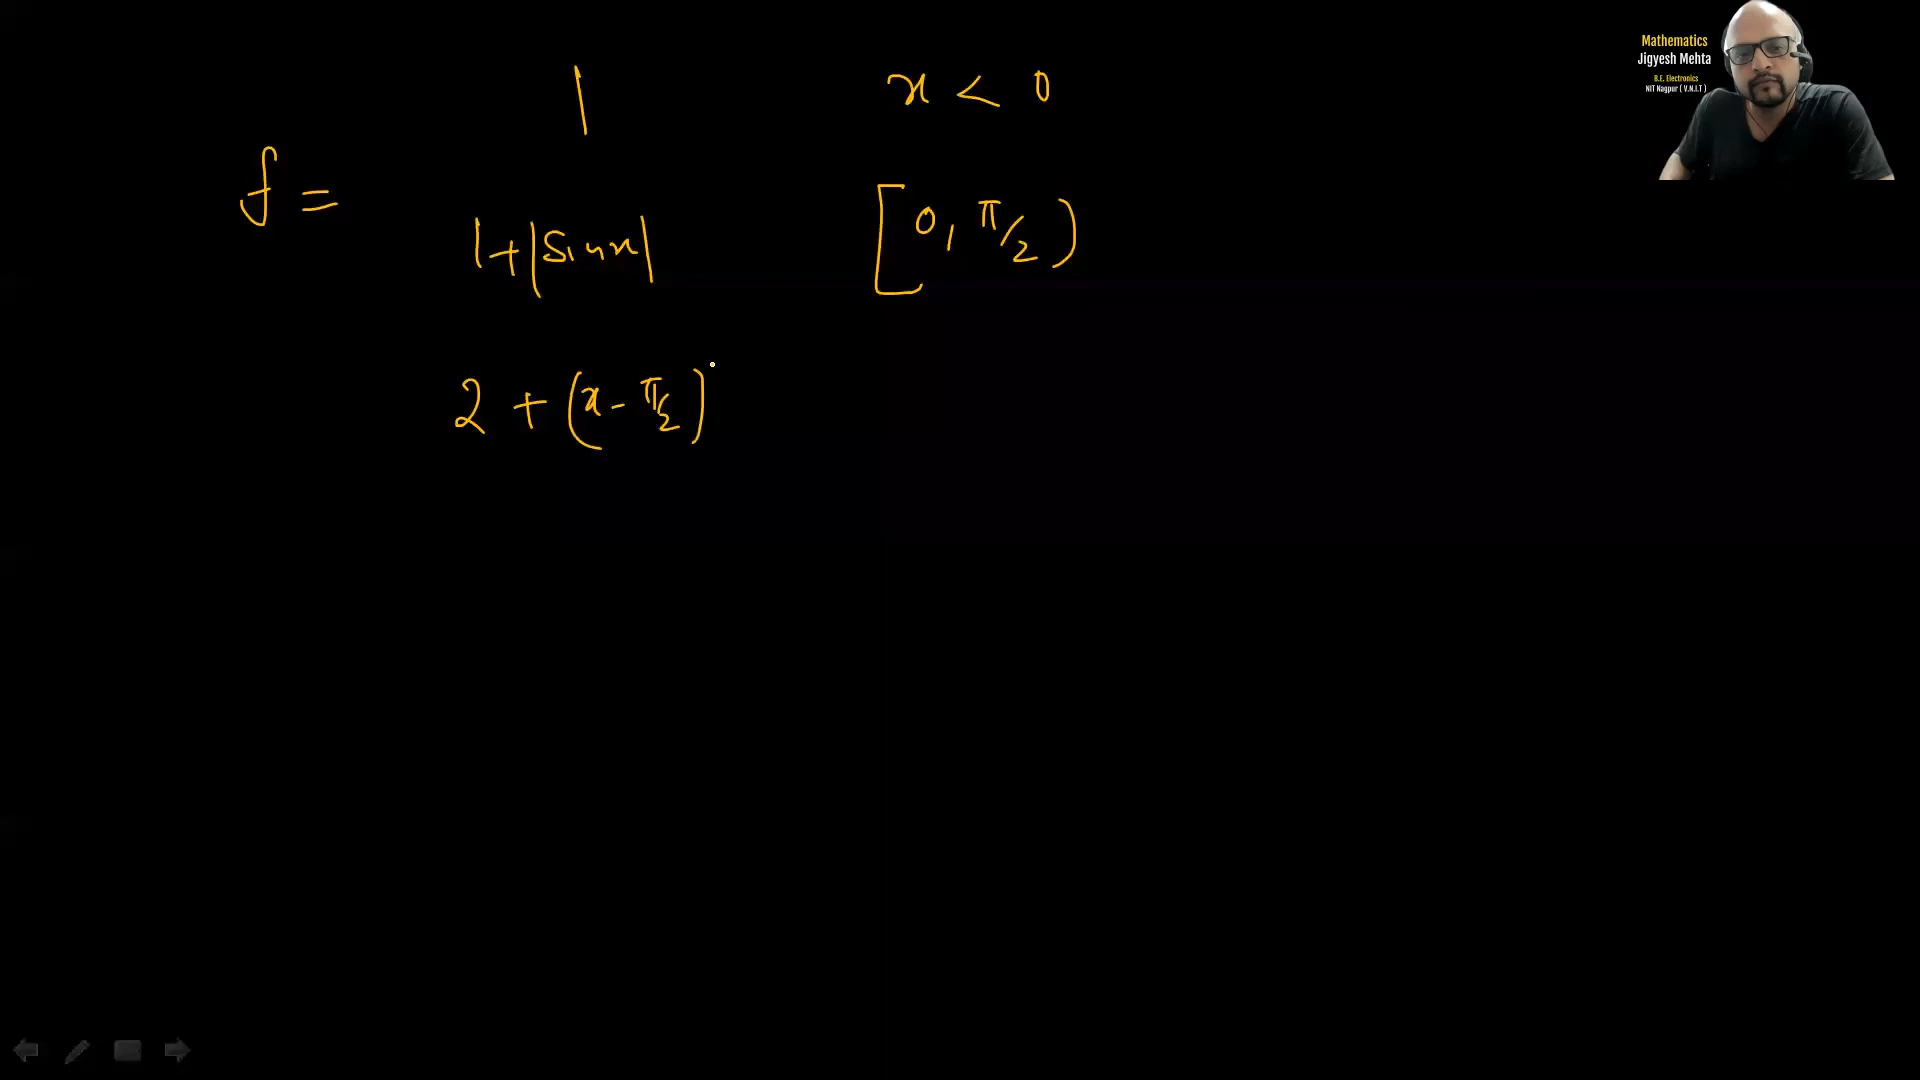 Mathematics
Jigyesh Mehta
B.E. Electronics
NIT Nagpur ( V.N.I.T )
1 x < 0
f =
1+|sinx| [0, π/2)
2 + (x - π/2)